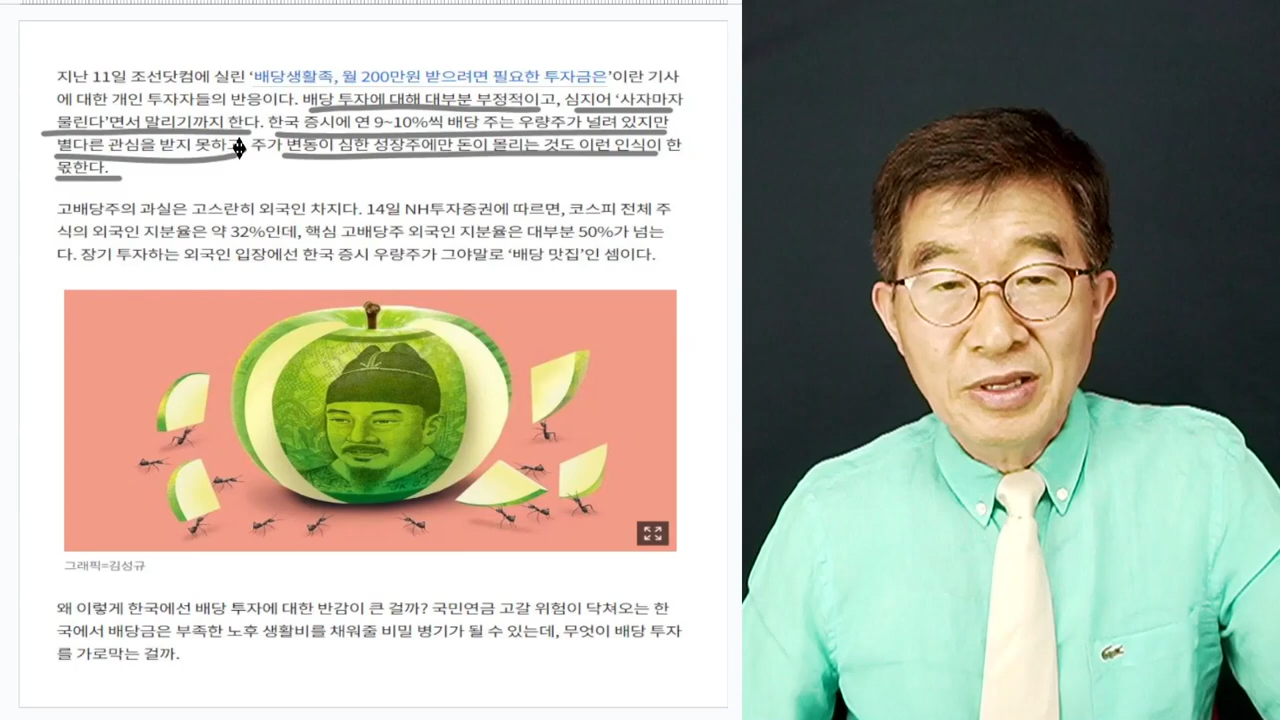 지난 11일 조선닷컴에 실린 ‘배당생활족, 월 200만원 받으려면 필요한 투자금은’이란 기사
에 대한 개인 투자자들의 반응이다. 배당 투자에 대해 대부분 부정적이고, 심지어 ‘사자마자
물린다’면서 말리기까지 한다. 한국 증시에 연 9~10%씩 배당 주는 우량주가 널려 있지만
별다른 관심을 받지 못하고 주가 변동이 심한 성장주에만 돈이 몰리는 것도 이런 인식이 한
몫한다.
고배당주의 과실은 고스란히 외국인 차지다. 14일 NH투자증권에 따르면, 코스피 전체 주
식의 외국인 지분율은 약 32%인데, 핵심 고배당주 외국인 지분율은 대부분 50%가 넘는
다. 장기 투자하는 외국인 입장에선 한국 증시 우량주가 그야말로 ‘배당 맛집’인 셈이다.
그래픽=김성규
왜 이렇게 한국에선 배당 투자에 대한 반감이 큰 걸까? 국민연금 고갈 위험이 닥쳐오는 한
국에서 배당금은 부족한 노후 생활비를 채워줄 비밀 병기가 될 수 있는데, 무엇이 배당 투자
를 가로막는 걸까.